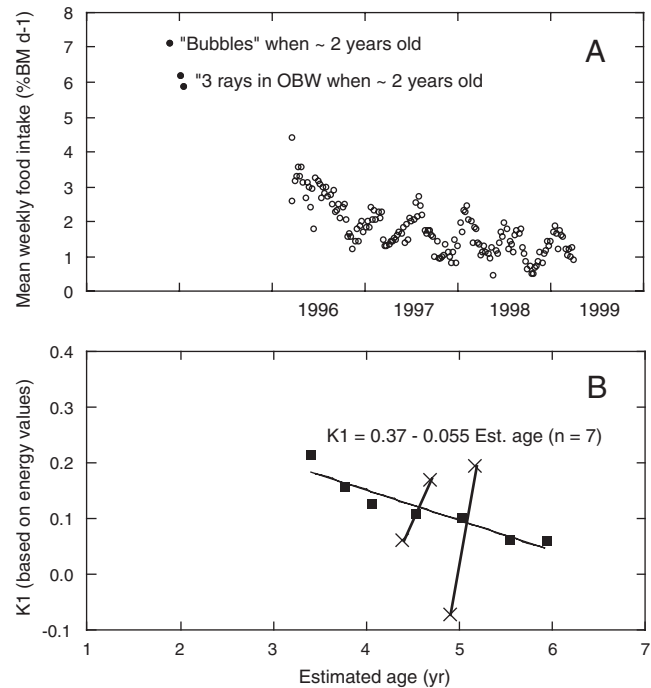 8
7
6
5
4
3
2
1
0
Mean weekly food intake (%BM d-1)
A
"Bubbles" when ~ 2 years old
"3 rays in OBW when ~ 2 years old
1996 1997 1998 1999
0.4
0.3
0.2
0.1
0.0
-0.1
K1 (based on energy values)
B
K1 = 0.37 - 0.055 Est. age (n = 7)
1 2 3 4 5 6 7
Estimated age (yr)